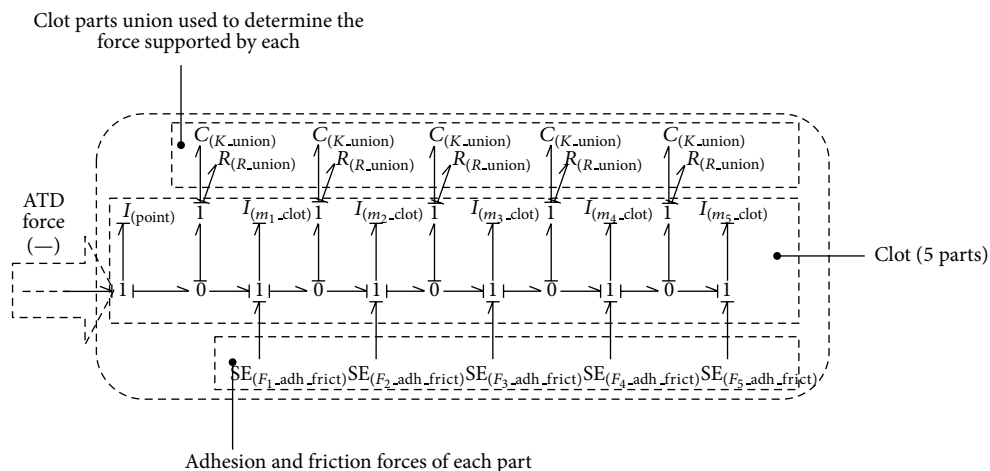 Clot parts union used to determine the
force supported by each
C(K_union) C(K_union) C(K_union) C(K_union) C(K_union)
R(R_union) R(R_union) R(R_union) R(R_union) R(R_union)
ATD
force
(—)
I(point) 1 I(m1_clot) 1 I(m2_clot) 1 I(m3_clot) 1 I(m4_clot) 1 I(m5_clot)
Clot (5 parts)
1 0 1 0 1 0 1 0 1 0 1
SE(F1_adh_frict) SE(F2_adh_frict) SE(F3_adh_frict) SE(F4_adh_frict) SE(F5_adh_frict)
Adhesion and friction forces of each part